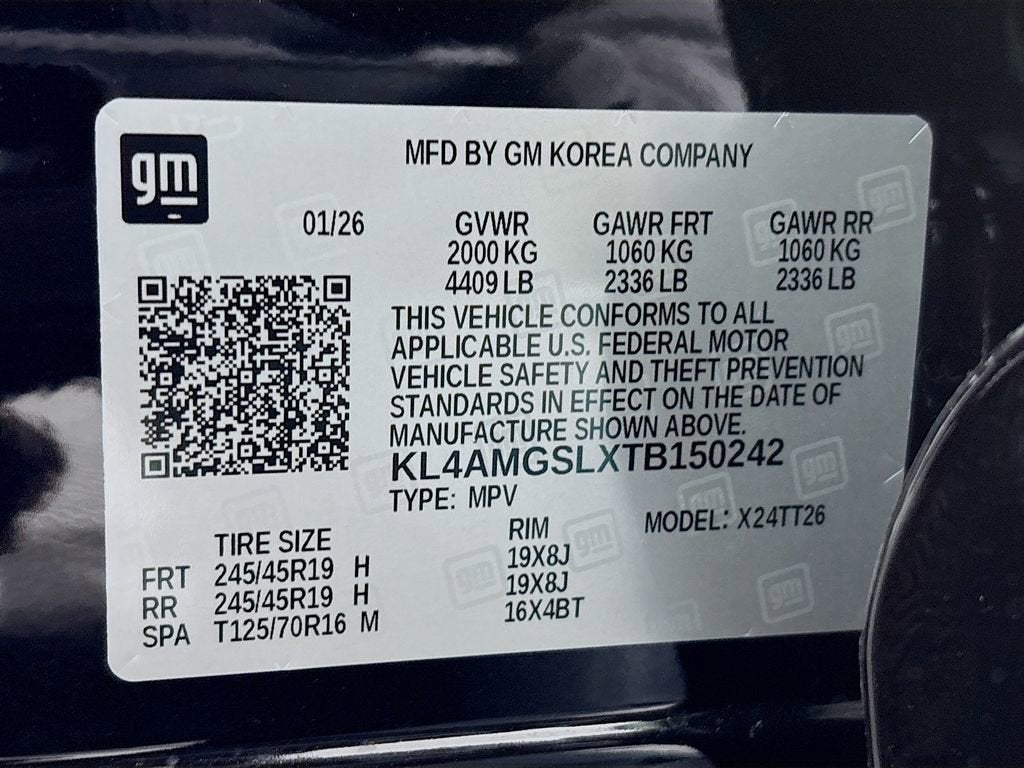 gm
MFD BY GM KOREA COMPANY
01/26 GVWR GAWR FRT GAWR RR
2000 KG 1060 KG 1060 KG
4409 LB 2336 LB 2336 LB
THIS VEHICLE CONFORMS TO ALL
APPLICABLE U.S. FEDERAL MOTOR
VEHICLE SAFETY AND THEFT PREVENTION
STANDARDS IN EFFECT ON THE DATE OF
MANUFACTURE SHOWN ABOVE.
KL4AMGSLXTB150242
TYPE: MPV
MODEL: X24TT26
TIRE SIZE RIM
FRT 245/45R19 H 19X8J
RR 245/45R19 H 19X8J
SPA T125/70R16 M 16X4BT